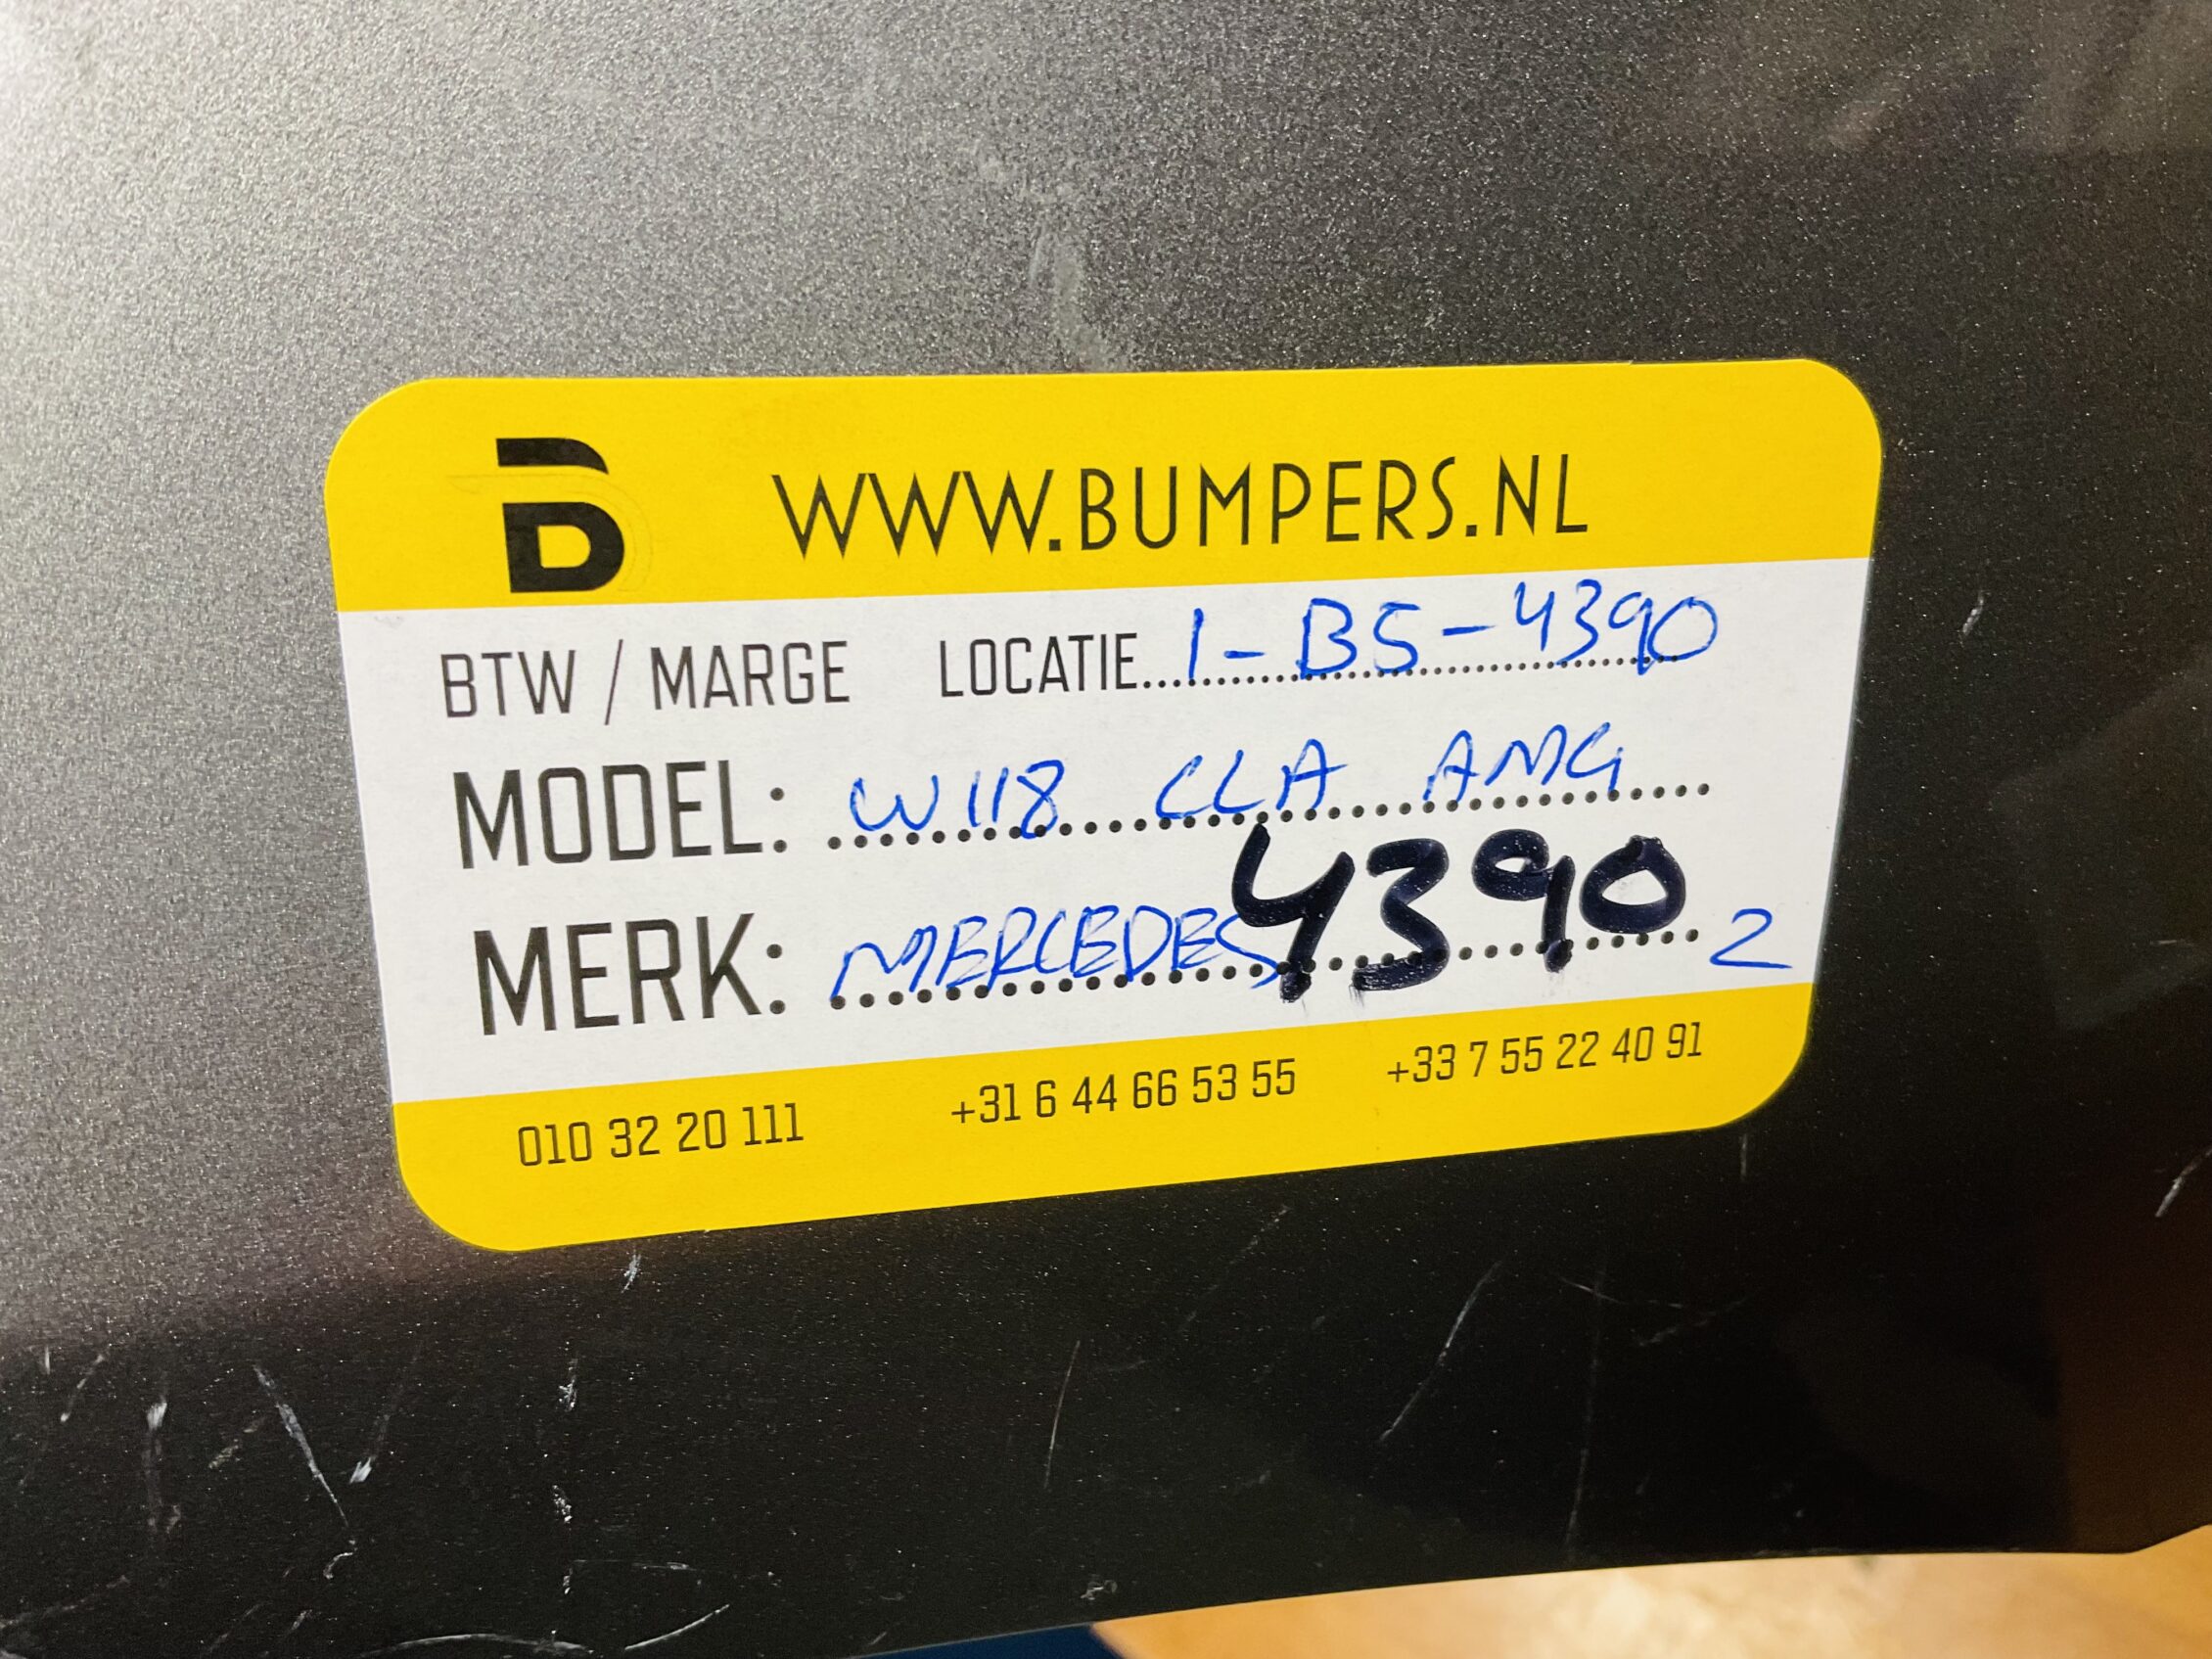 B WWW.BUMPERS.NL
BTW / MARGE LOCATIE...1-B5-4390
MODEL: W118 CLA AMG
MERK: MERCEDES 4390 2
010 32 20 111 +31 6 44 66 53 55 +33 7 55 22 40 91